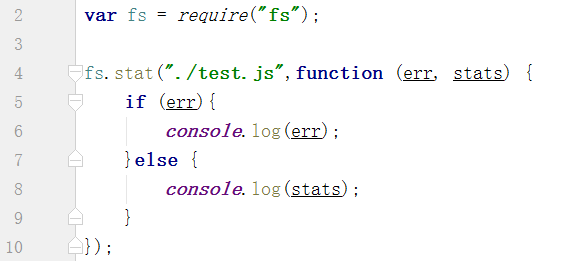 2 var fs = require("fs");
3
4 fs.stat("./test.js",function (err, stats) {
5     if (err){
6         console.log(err);
7     }else {
8         console.log(stats);
9     }
10 });